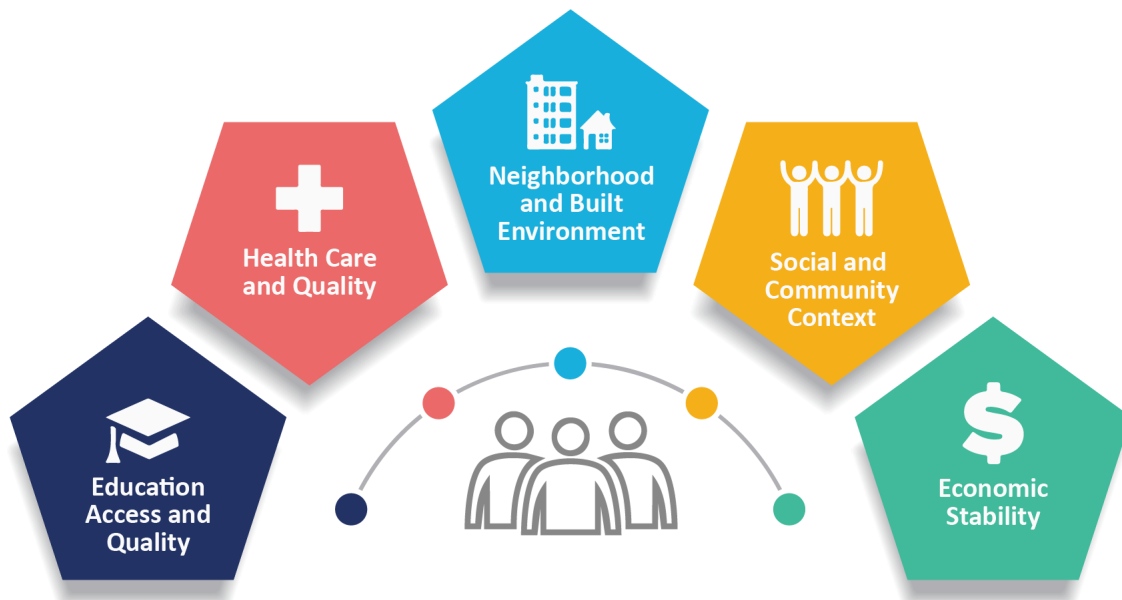 Education
Access and
Quality
Health Care
and Quality
Neighborhood
and Built
Environment
Social and
Community
Context
$
Economic
Stability